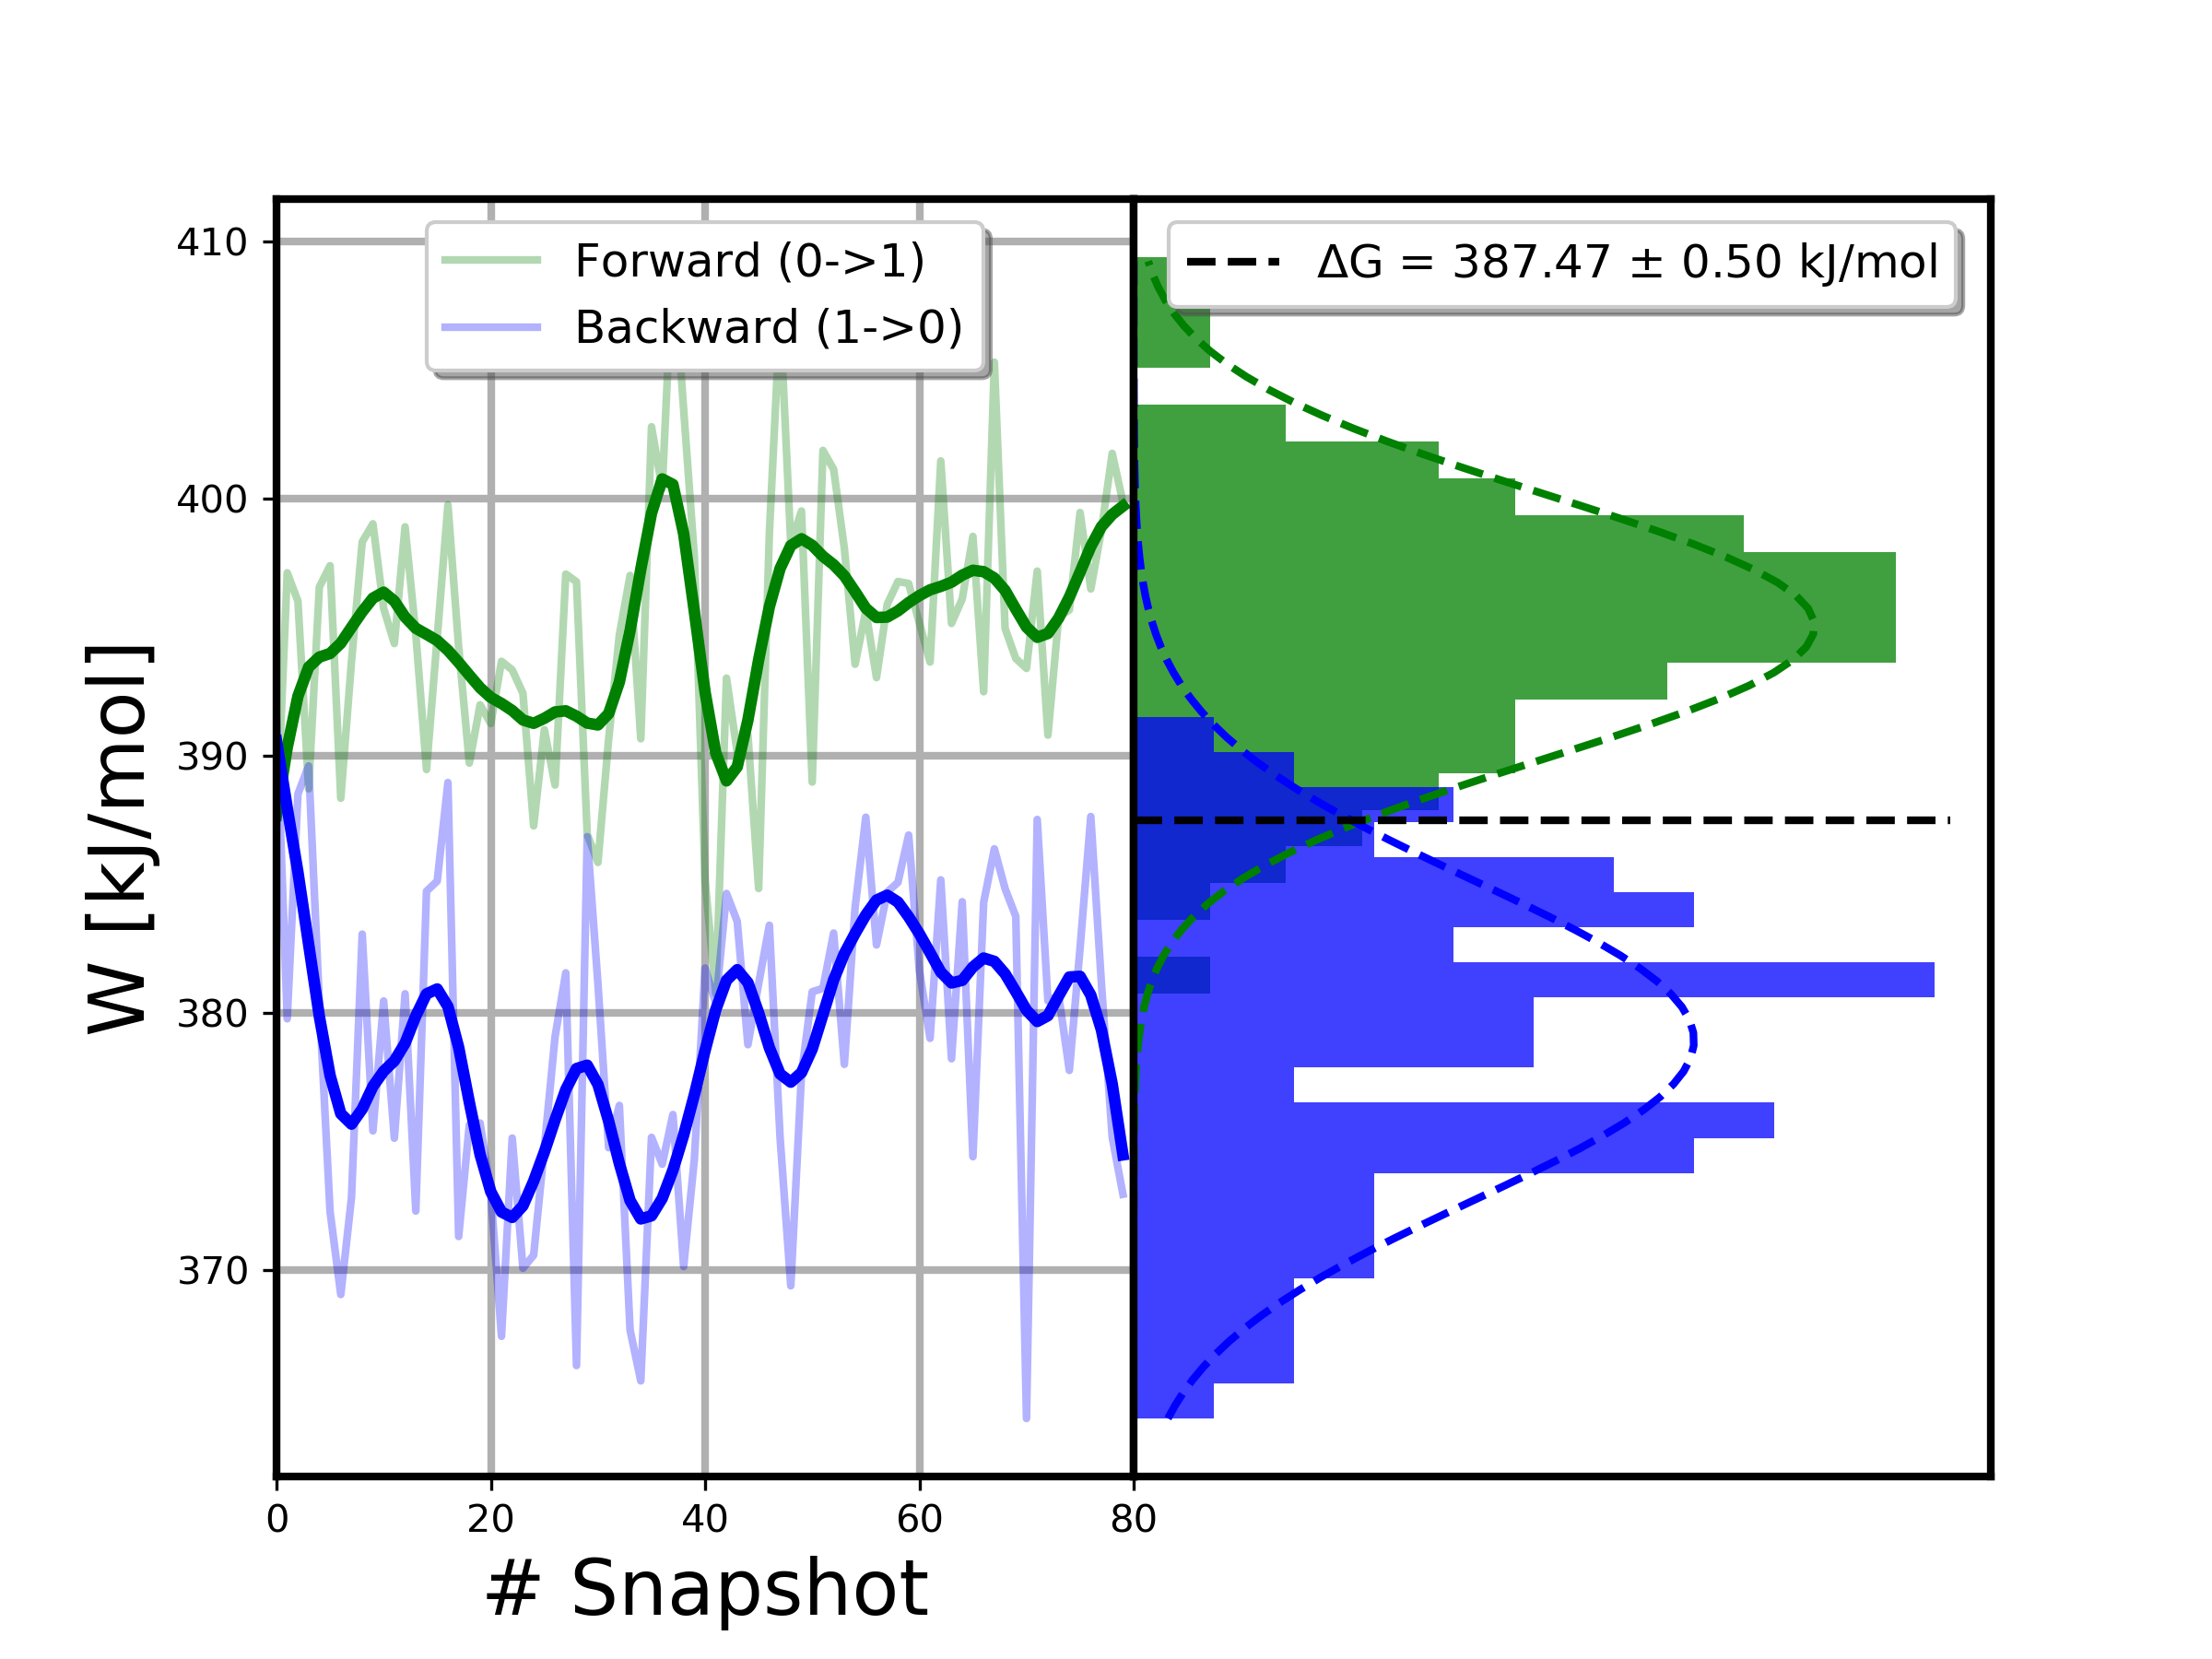 Forward (0->1)
Backward (1->0)
ΔG = 387.47 ± 0.50 kJ/mol
W [kJ/mol]
410
400
390
380
370
0 20 40 60 80
# Snapshot